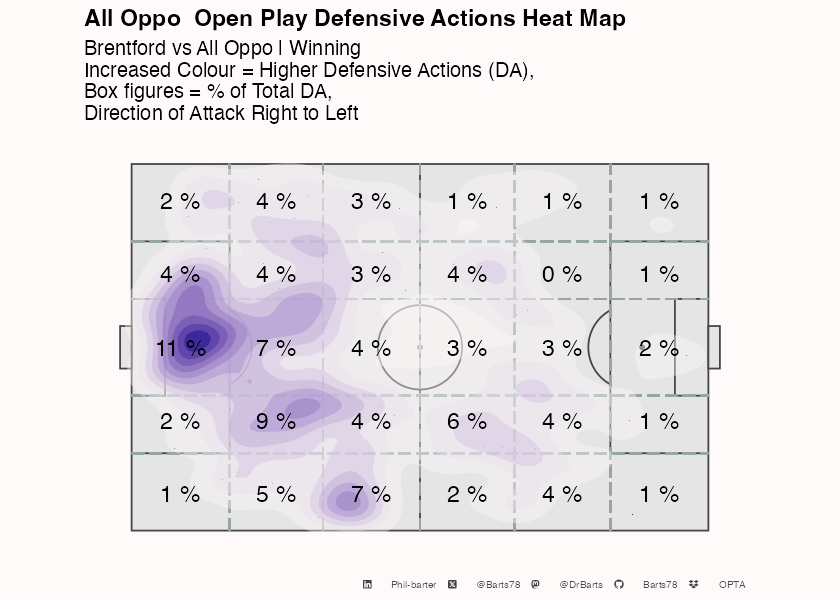 All Oppo  Open Play Defensive Actions Heat Map
Brentford vs All Oppo I Winning
Increased Colour = Higher Defensive Actions (DA),
Box figures = % of Total DA,
Direction of Attack Right to Left
2 % 4 % 3 % 1 % 1 % 1 %
4 % 4 % 3 % 4 % 0 % 1 %
11 % 7 % 4 % 3 % 3 % 2 %
2 % 9 % 4 % 6 % 4 % 1 %
1 % 5 % 7 % 2 % 4 % 1 %
Phil-barter @Barts78 @DrBarts Barts78 OPTA